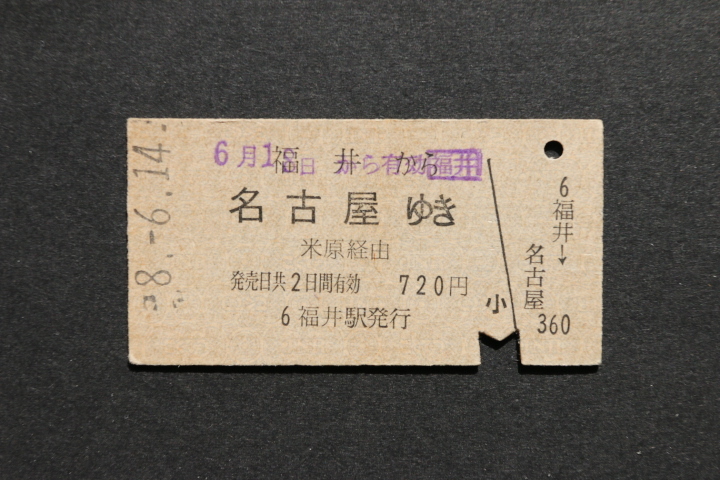 福井から
6月1 日から有効 福井
名古屋ゆき
米原経由
発売日共2日間有効 720円
6 福井駅発行
小
6福井→名古屋
360
8.-6.14.